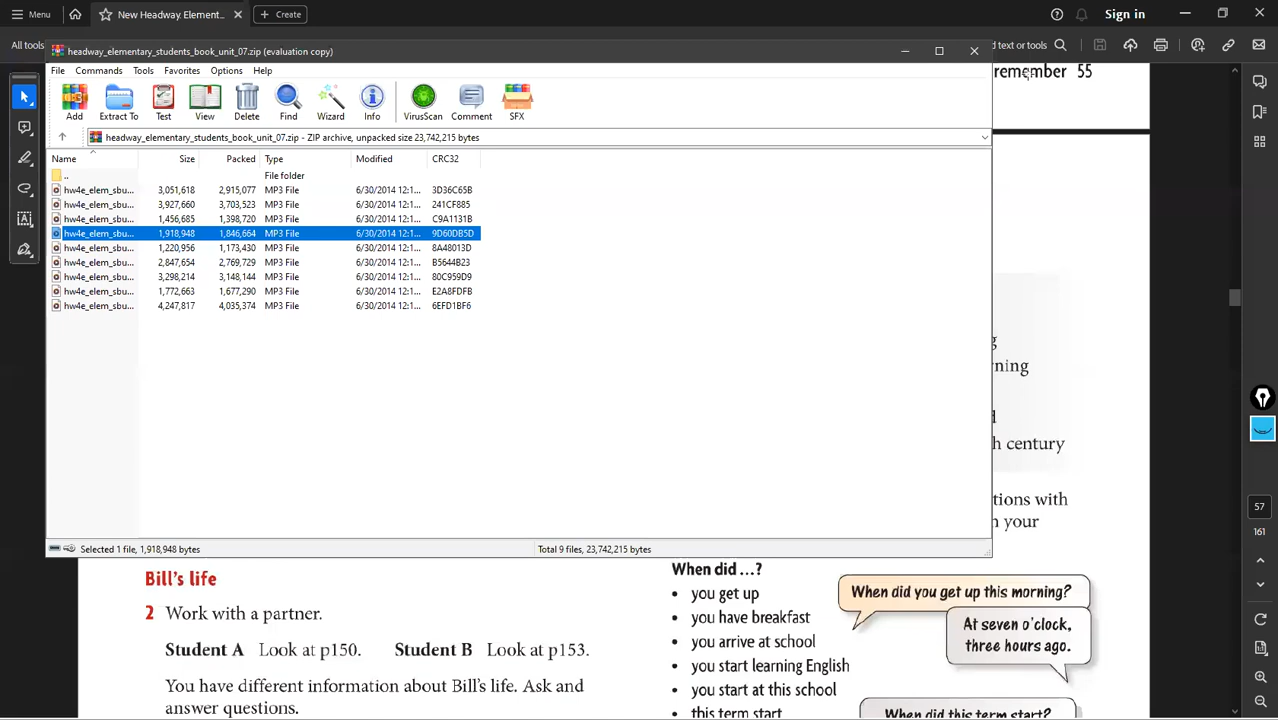 Menu
New Headway. Element...
Create
Sign in
All tools
d text or tools
headway_elementary_students_book_unit_07.zip (evaluation copy)
File Commands Tools Favorites Options Help
Add Extract To Test View Delete Find Wizard Info VirusScan Comment SFX
headway_elementary_students_book_unit_07.zip - ZIP archive, unpacked size 23,742,215 bytes
Name Size Packed Type Modified CRC32
.. File folder
hw4e_elem_sbu... 3,051,618 2,915,077 MP3 File 6/30/2014 12:1... 3D36C65B
hw4e_elem_sbu... 3,927,660 3,703,523 MP3 File 6/30/2014 12:1... 241CF885
hw4e_elem_sbu... 1,456,685 1,398,720 MP3 File 6/30/2014 12:1... C9A1131B
hw4e_elem_sbu... 1,918,948 1,846,664 MP3 File 6/30/2014 12:1... 9D60DB5D
hw4e_elem_sbu... 1,220,956 1,173,430 MP3 File 6/30/2014 12:1... 8A48013D
hw4e_elem_sbu... 2,847,654 2,769,729 MP3 File 6/30/2014 12:1... B5644B23
hw4e_elem_sbu... 3,298,214 3,148,144 MP3 File 6/30/2014 12:1... 80C959D9
hw4e_elem_sbu... 1,772,663 1,677,290 MP3 File 6/30/2014 12:1... E2A8FDFB
hw4e_elem_sbu... 4,247,817 4,035,374 MP3 File 6/30/2014 12:1... 6EFD1BF6
Selected 1 file, 1,918,948 bytes
Total 9 files, 23,742,215 bytes
remember 55
g
rning
d
h century
tions with
n your
57
161
Bill's life
2 Work with a partner.
Student A Look at p150. Student B Look at p153.
You have different information about Bill's life. Ask and
answer questions.
When did ...?
• you get up
• you have breakfast
• you arrive at school
• you start learning English
• you start at this school
• this term start
When did you get up this morning?
At seven o'clock,
three hours ago.
When did this term start?